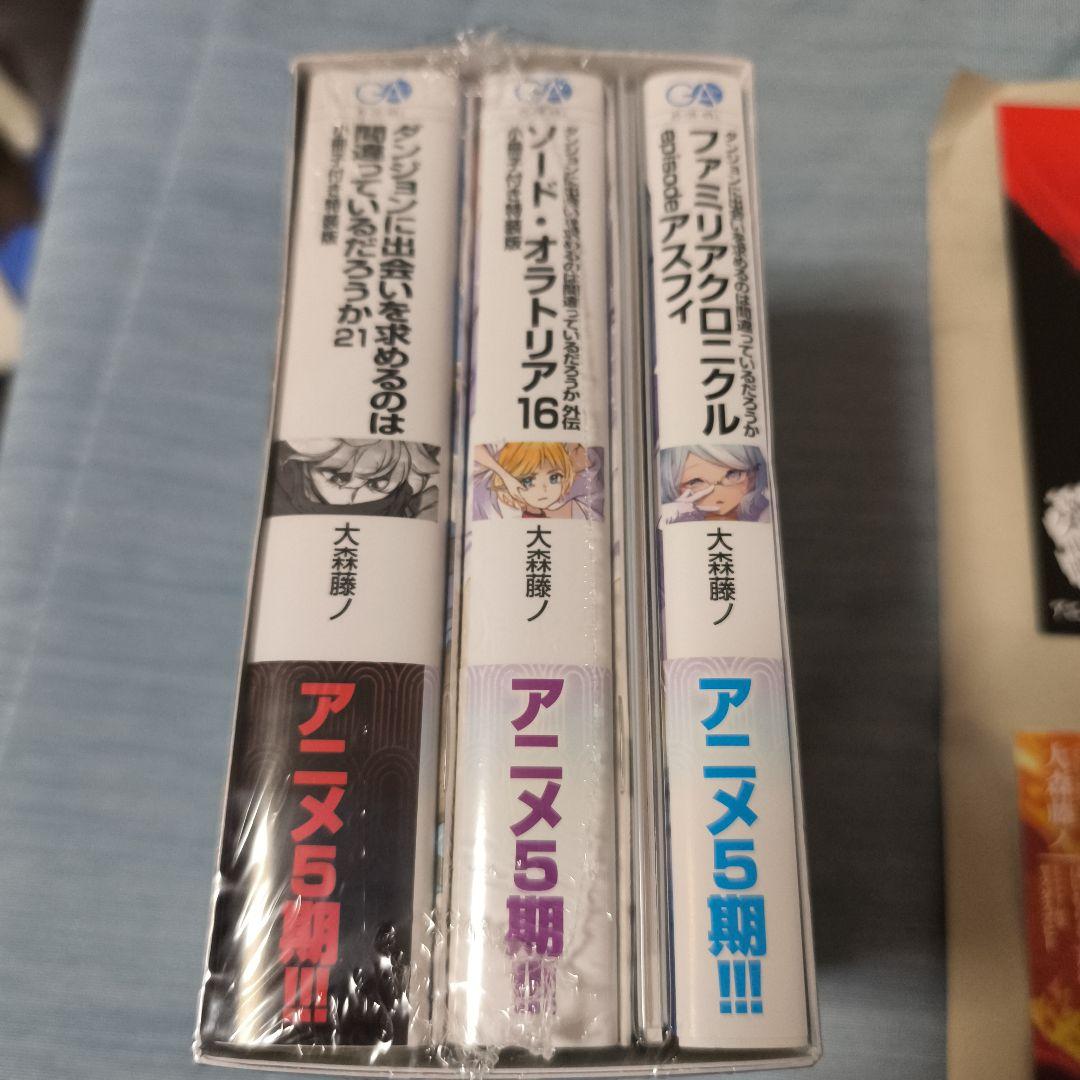 GA
ダンジョンに出会いを求めるのは
間違っているだろうか21
小冊子付き特装版
大森藤ノ
アニメ5期!!!
GA
ダンジョンに出会いを求めるのは間違っているだろうか 外伝
ソード・オラトリア16
小冊子付き特装版
大森藤ノ
アニメ5期!!!
GA
ダンジョンに出会いを求めるのは間違っているだろうか
ファミリアクロニクル
episodeアスフィ
大森藤ノ
アニメ5期!!!
大森藤ノ